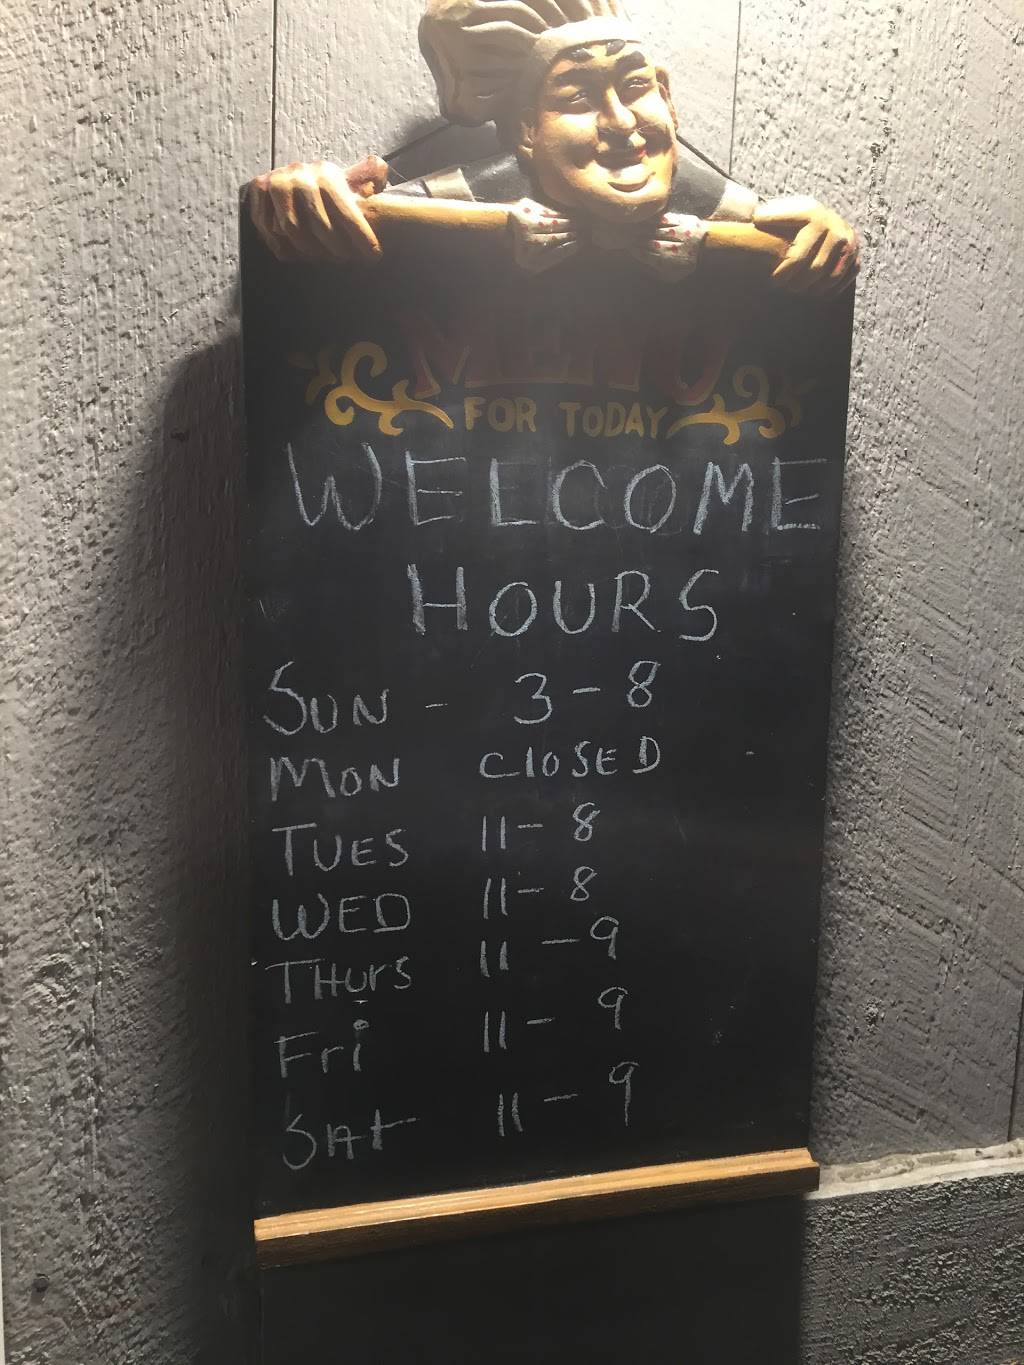 MENU
FOR TODAY
WELCOME
HOURS
SUN - 3 - 8
MON CLOSED
TUES 11 - 8
WED 11 - 8
THURS 11 - 9
Fri 11 - 9
SAt 11 - 9